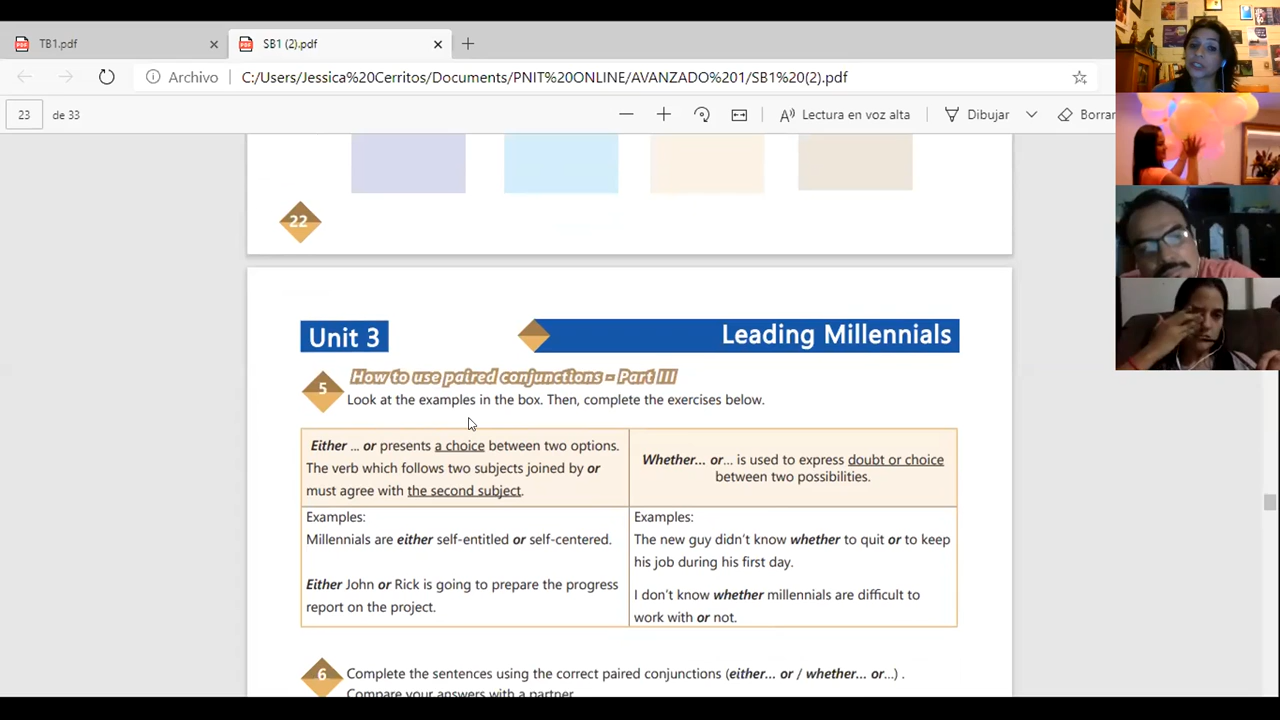 TB1.pdf
SB1 (2).pdf
Archivo
C:/Users/Jessica%20Cerritos/Documents/PNIT%20ONLINE/AVANZADO%201/SB1%20(2).pdf
23
de 33
Lectura en voz alta
Dibujar
Borrar
22
Unit 3
Leading Millennials
5
How to use paired conjunctions - Part III
Look at the examples in the box. Then, complete the exercises below.
Either ... or presents a choice between two options.
The verb which follows two subjects joined by or
must agree with the second subject.
Whether... or... is used to express doubt or choice
between two possibilities.
Examples:
Millennials are either self-entitled or self-centered.
Either John or Rick is going to prepare the progress
report on the project.
Examples:
The new guy didn't know whether to quit or to keep
his job during his first day.
I don't know whether millennials are difficult to
work with or not.
6
Complete the sentences using the correct paired conjunctions (either... or / whether... or...) .
Compare your answers with a partner